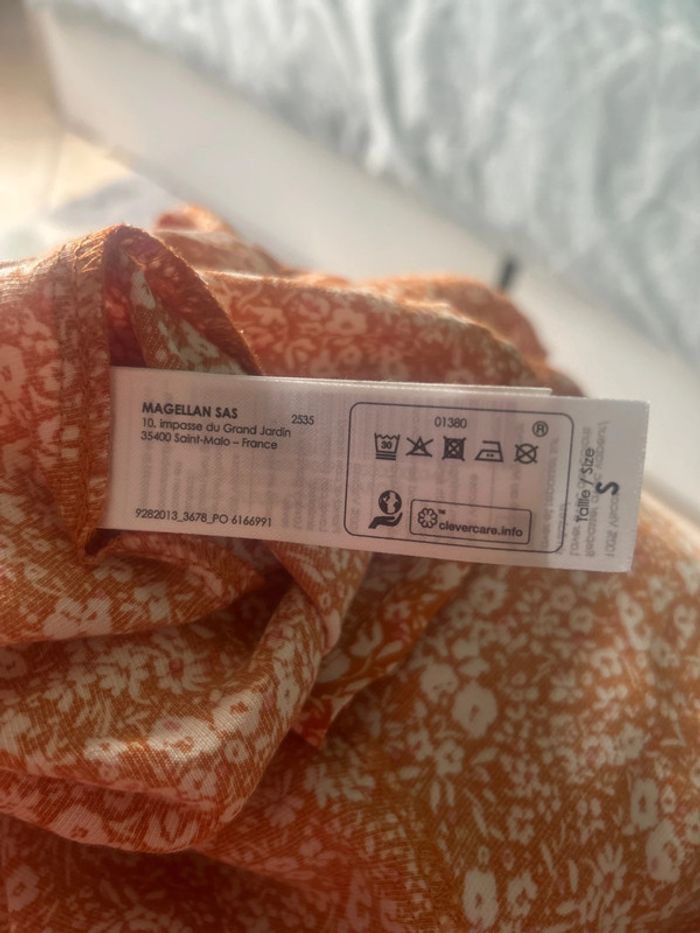 MAGELLAN SAS
2535
10, impasse du Grand Jardin
35400 Saint-Malo – France
9282013_3678_PO 6166991
01380
®
30
™
clevercare.info
Taille / Size
S